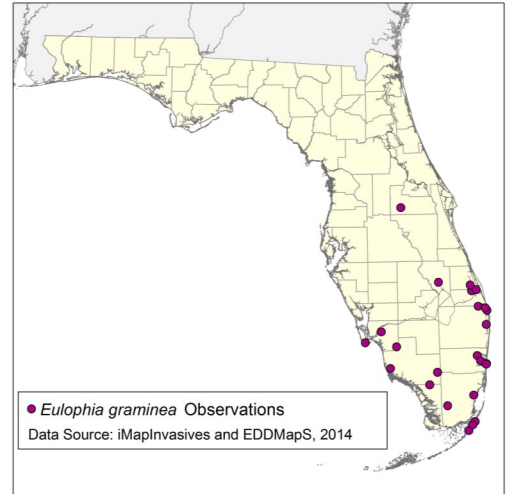 Eulophia graminea Observations
Data Source: iMapInvasives and EDDMapS, 2014